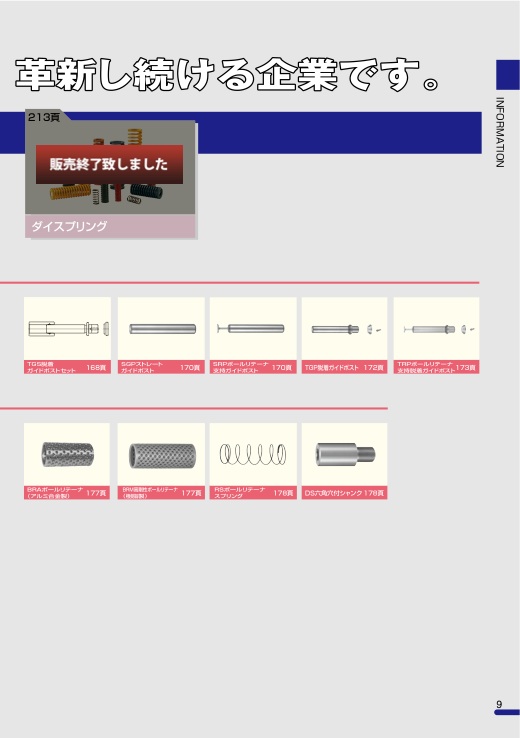 革新し続ける企業です。
INFORMATION
213頁
販売終了致しました
ダイスプリング
TGS脱着
ガイドポストセット 168頁
SGPストレート
ガイドポスト 170頁
SRPボールリテーナ
支持ガイドポスト 170頁
TGP脱着ガイドポスト 172頁
TRPボールリテーナ
支持脱着ガイドポスト 173頁
BRAボールリテーナ
（アルミ合金製） 177頁
ボールリテーナ
（樹脂製） 177頁
RSボールリテーナ
スプリング 178頁
DS六角穴付シャンク 178頁
9